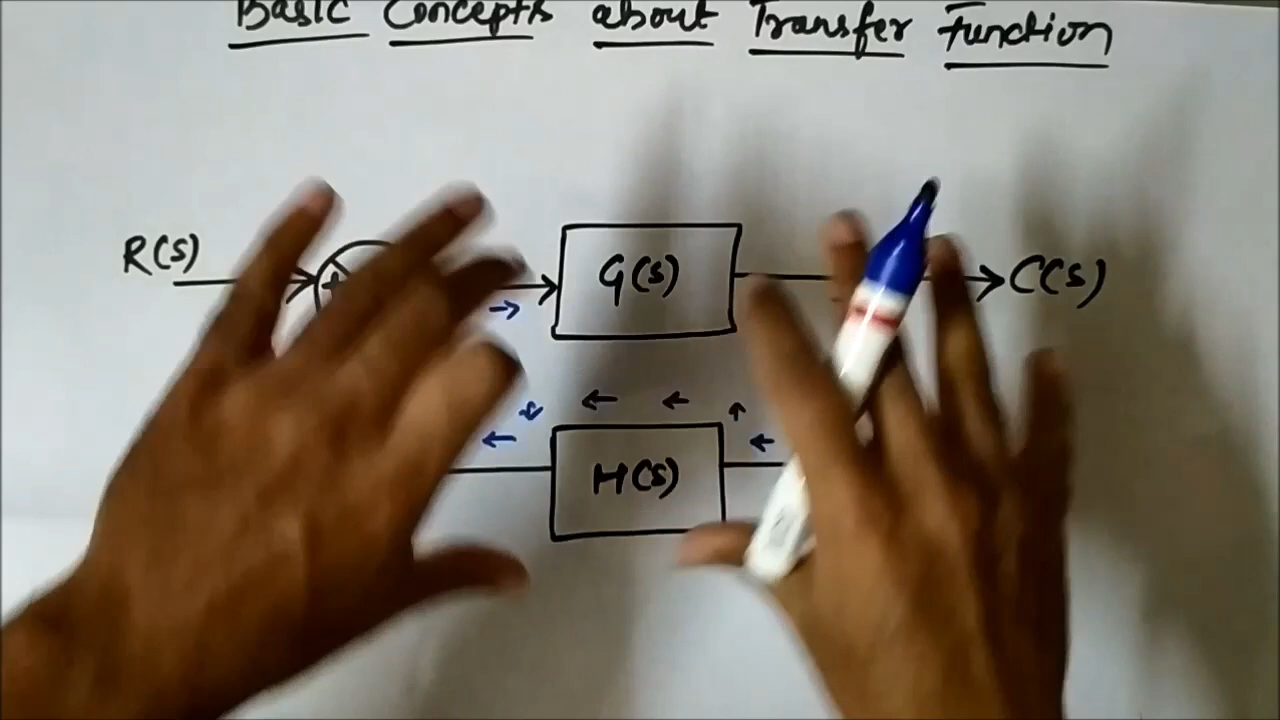 Basic Concepts about Transfer Function
R(s)
+
G(s)
C(s)
H(s)